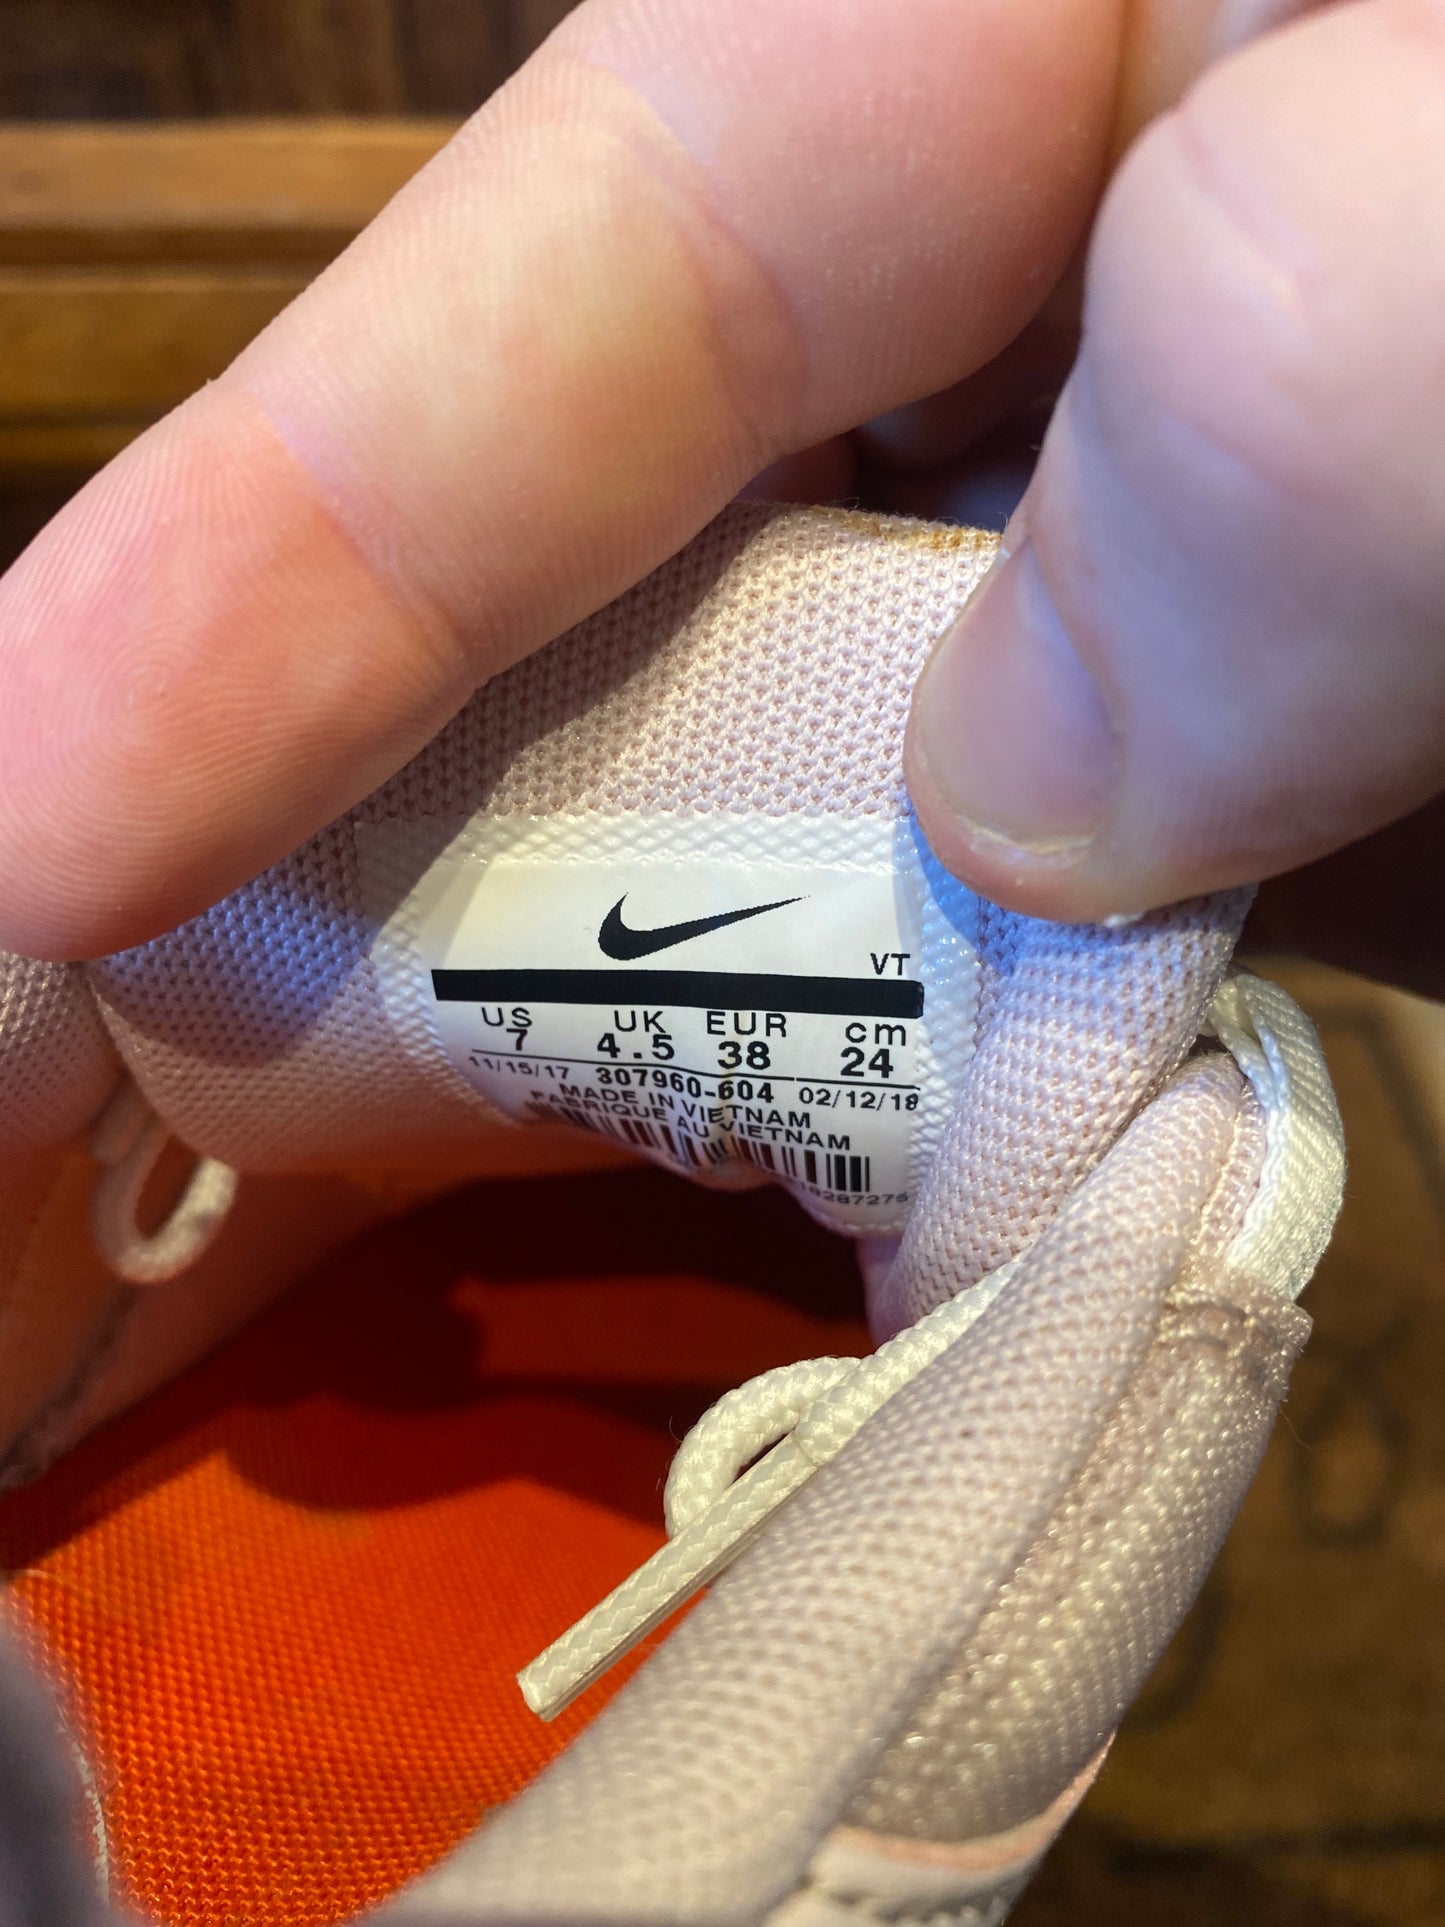 VT
US UK EUR cm
7 4.5 38 24
11/15/17 307960-604 02/12/18
MADE IN VIETNAM
FABRIQUE AU VIETNAM